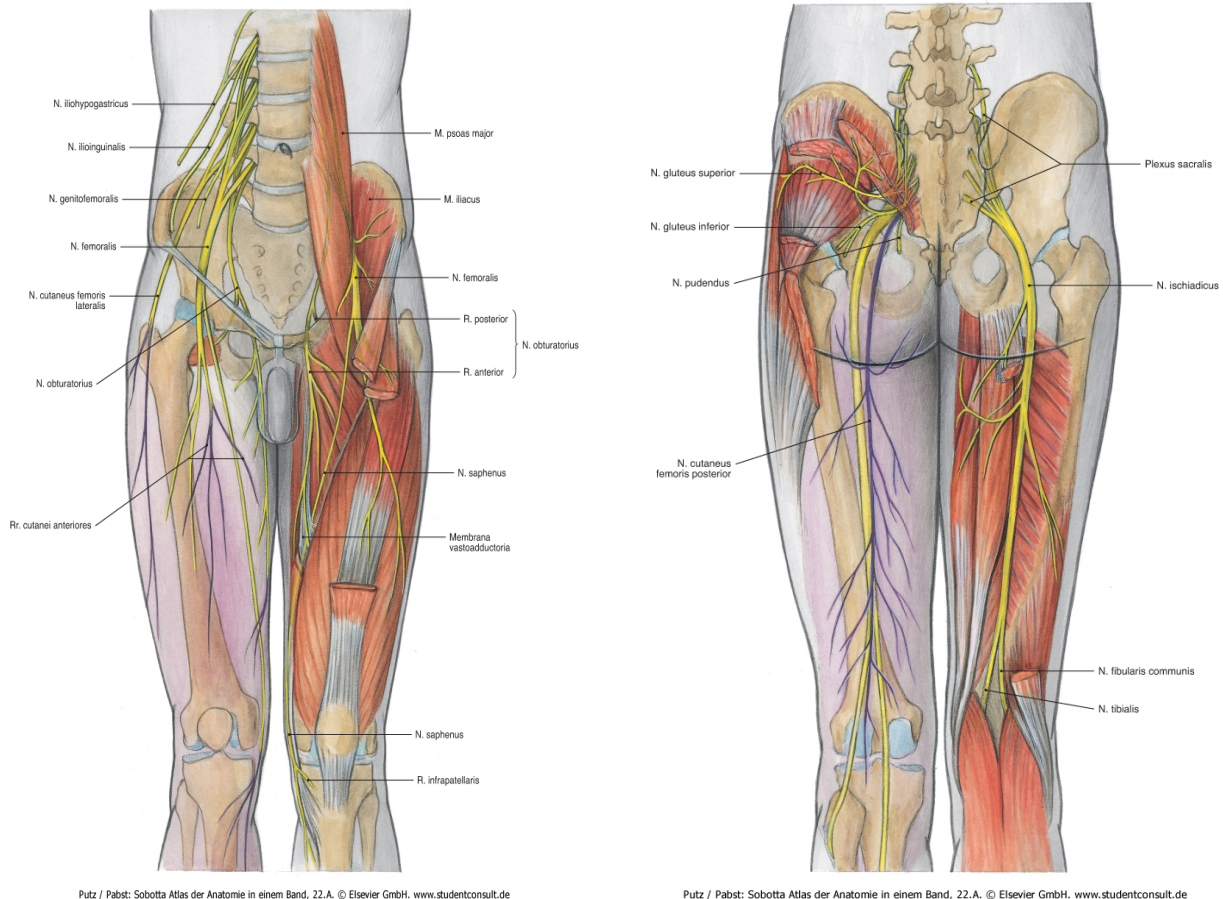 N. iliohypogastricus
N. ilioinguinalis
N. genitofemoralis
N. femoralis
N. cutaneus femoris
lateralis
N. obturatorius
Rr. cutanei anteriores
M. psoas major
M. iliacus
N. femoralis
R. posterior
N. obturatorius
R. anterior
N. saphenus
Membrana
vastoadductoria
N. saphenus
R. infrapatellaris
Putz / Pabst: Sobotta Atlas der Anatomie in einem Band, 22.A. © Elsevier GmbH. www.studentconsult.de
N. gluteus superior
N. gluteus inferior
N. pudendus
N. cutaneus
femoris posterior
Plexus sacralis
N. ischiadicus
N. fibularis communis
N. tibialis
Putz / Pabst: Sobotta Atlas der Anatomie in einem Band, 22.A. © Elsevier GmbH. www.studentconsult.de